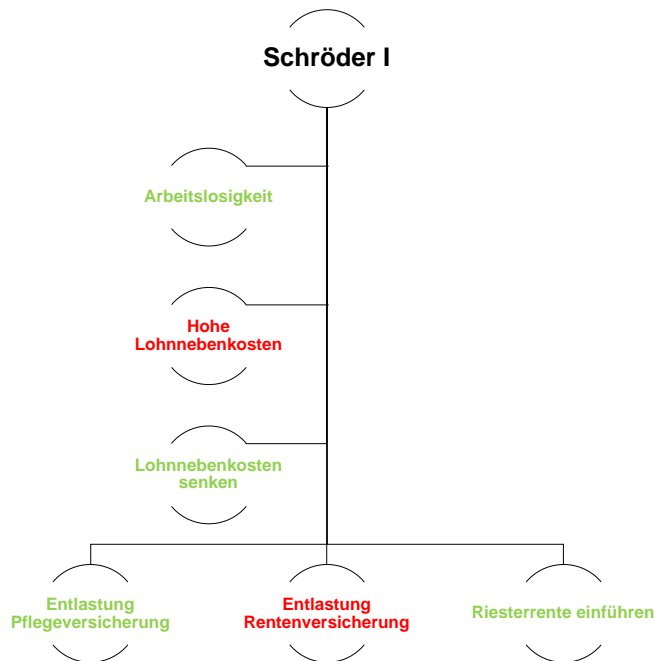 Schröder I
Arbeitslosigkeit
Hohe
Lohnnebenkosten
Lohnnebenkosten
senken
Entlastung
Pflegeversicherung
Entlastung
Rentenversicherung
Riesterrente einführen